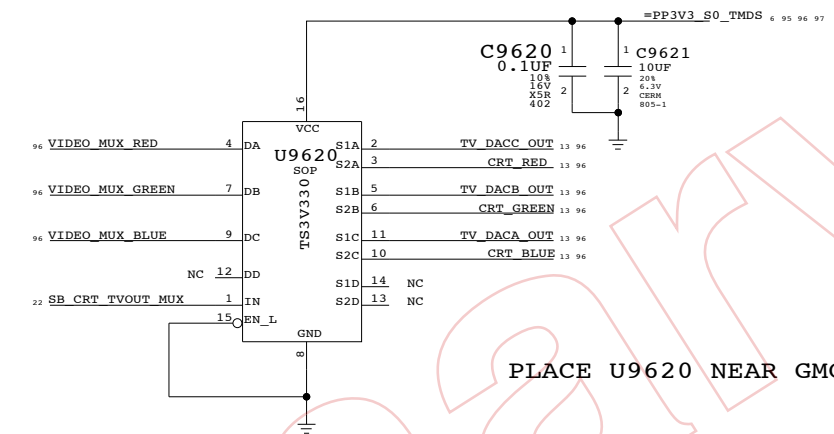 =PP3V3_S0_TMDS 6 95 96 97
C9620 1
0.1UF
10%
16V
X5R
402
2
1 C9621
10UF
20%
6.3V
CERM
805-1
2
16
VCC
96 VIDEO_MUX_RED 4 DA
S1A 2 TV_DACC_OUT 13 96
U9620
SOP
TS3V330
S2A 3 CRT_RED 13 96
96 VIDEO_MUX_GREEN 7 DB
S1B 5 TV_DACB_OUT 13 96
S2B 6 CRT_GREEN 13 96
96 VIDEO_MUX_BLUE 9 DC
S1C 11 TV_DACA_OUT 13 96
S2C 10 CRT_BLUE 13 96
NC 12 DD
S1D 14 NC
22 SB_CRT_TVOUT_MUX 1 IN
S2D 13 NC
15 EN_L
GND
8
PLACE U9620 NEAR GMC